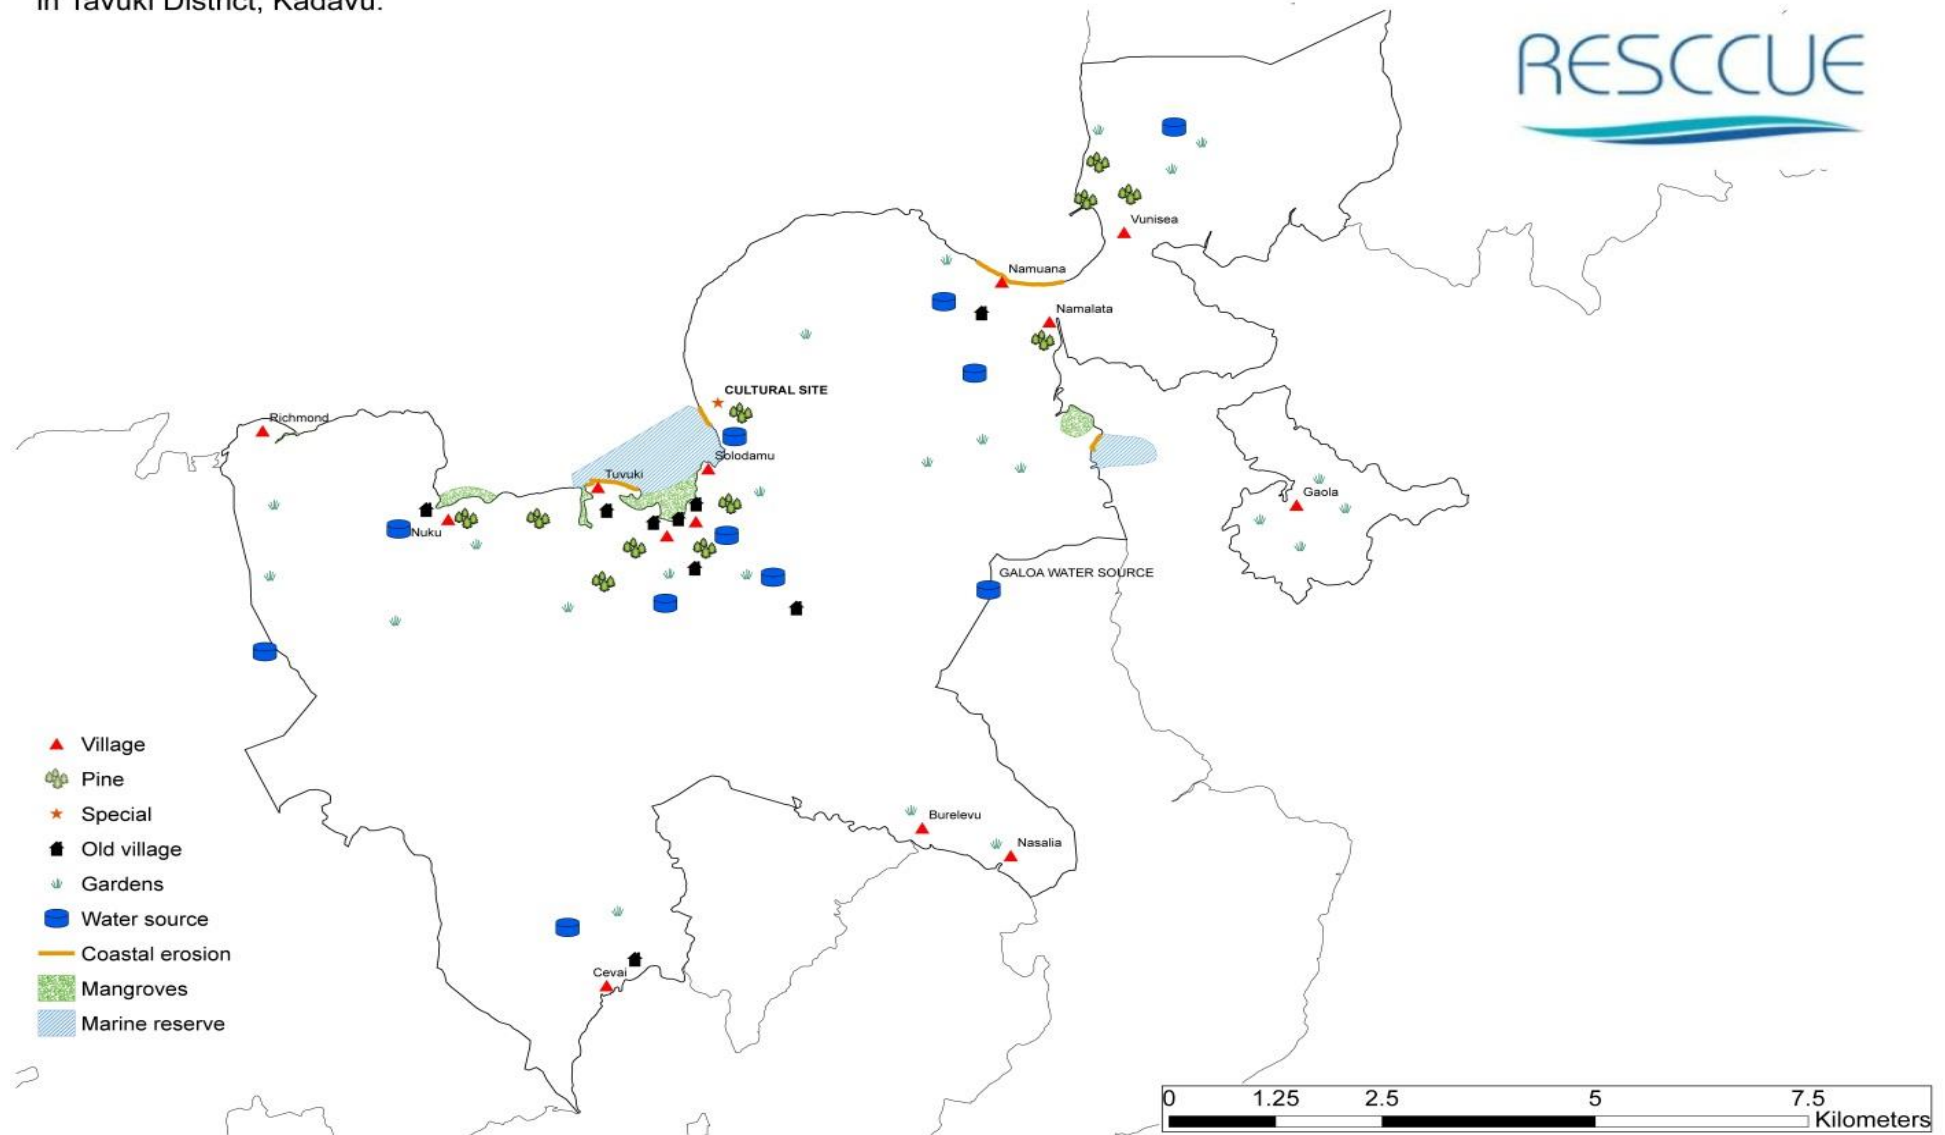 in Tavuki District, Kadavu.
RESCCUE
Vunisea
Namuana
Namalata
CULTURAL SITE
Richmond
Solodamu
Tuvuki
Gaola
Nuku
GALOA WATER SOURCE
Burelevu
Nasalia
Cevai
Village
Pine
Special
Old village
Gardens
Water source
Coastal erosion
Mangroves
Marine reserve
0 1.25 2.5 5 7.5
Kilometers